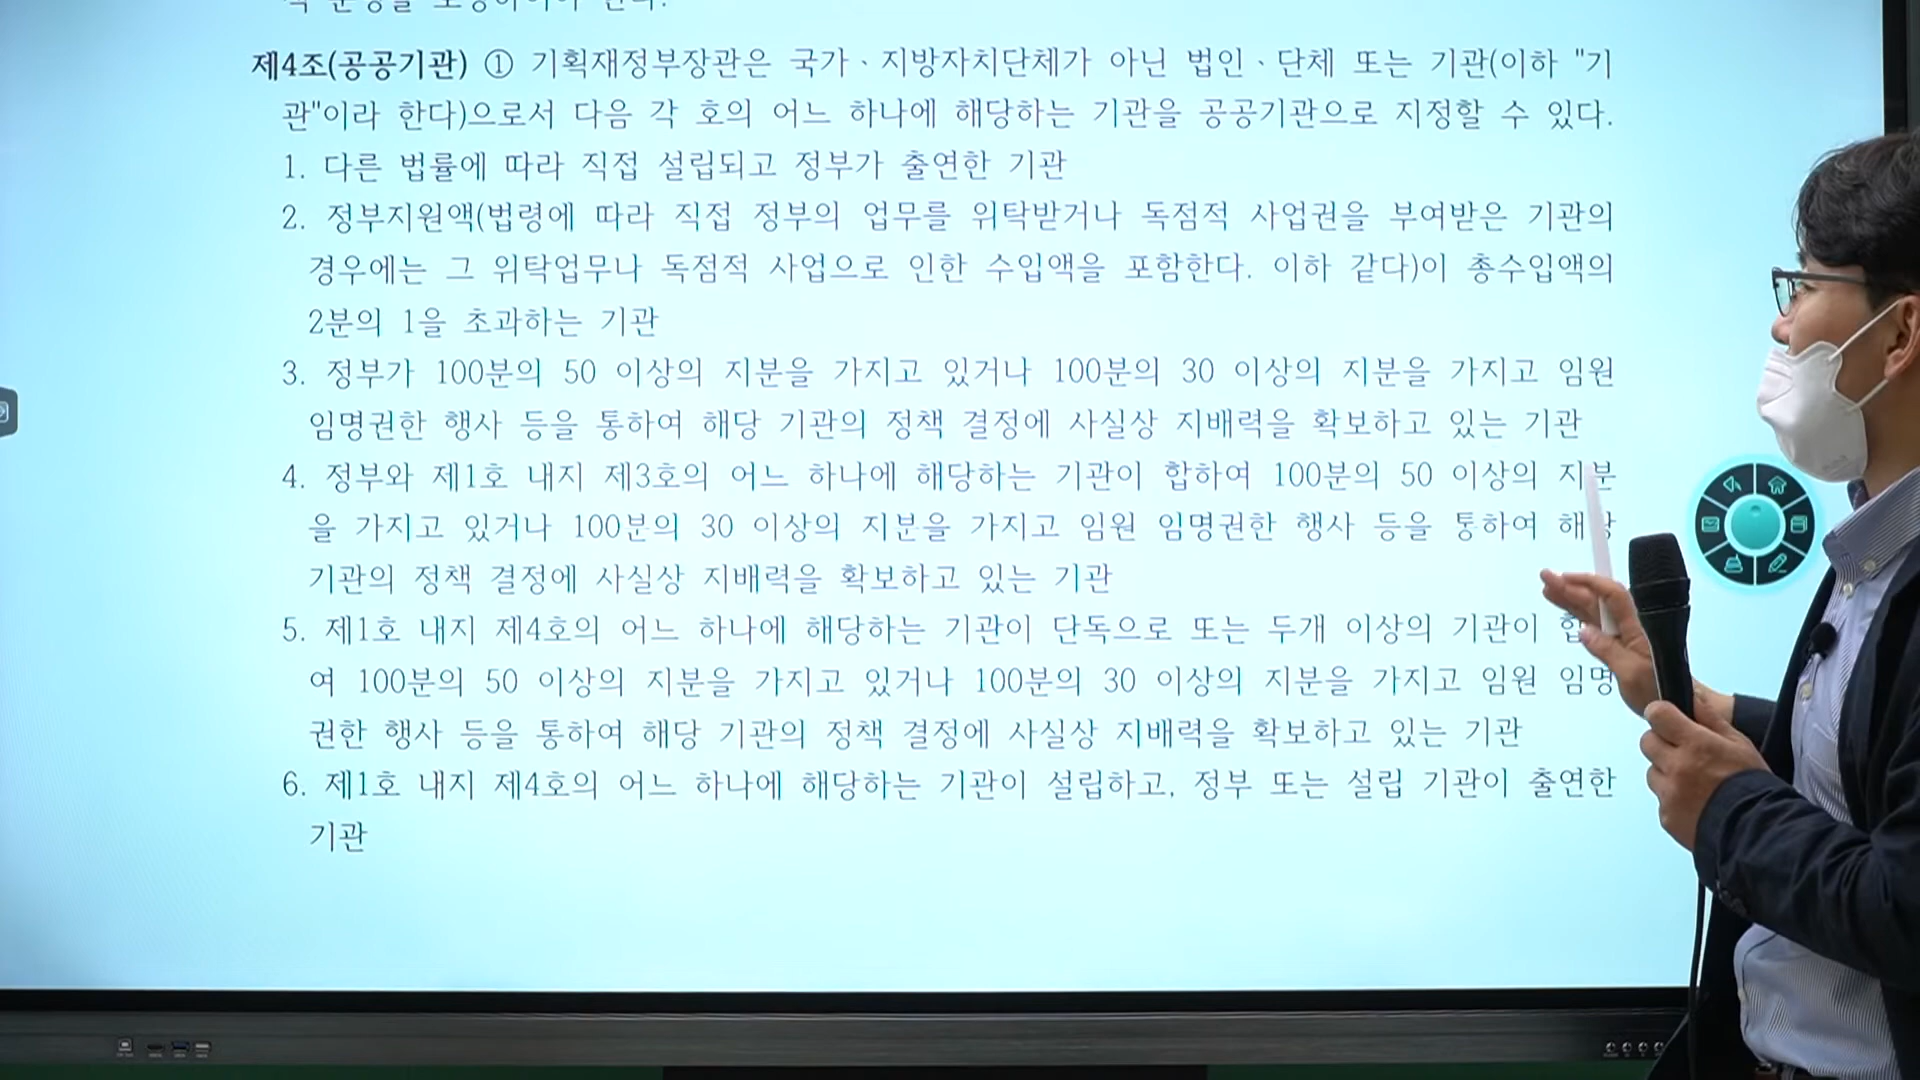 제4조(공공기관) ① 기획재정부장관은 국가ㆍ지방자치단체가 아닌 법인ㆍ단체 또는 기관(이하 "기
관"이라 한다)으로서 다음 각 호의 어느 하나에 해당하는 기관을 공공기관으로 지정할 수 있다.
1. 다른 법률에 따라 직접 설립되고 정부가 출연한 기관
2. 정부지원액(법령에 따라 직접 정부의 업무를 위탁받거나 독점적 사업권을 부여받은 기관의
경우에는 그 위탁업무나 독점적 사업으로 인한 수입액을 포함한다. 이하 같다)이 총수입액의
2분의 1을 초과하는 기관
3. 정부가 100분의 50 이상의 지분을 가지고 있거나 100분의 30 이상의 지분을 가지고 임원
임명권한 행사 등을 통하여 해당 기관의 정책 결정에 사실상 지배력을 확보하고 있는 기관
4. 정부와 제1호 내지 제3호의 어느 하나에 해당하는 기관이 합하여 100분의 50 이상의 지분
을 가지고 있거나 100분의 30 이상의 지분을 가지고 임원 임명권한 행사 등을 통하여 해당
기관의 정책 결정에 사실상 지배력을 확보하고 있는 기관
5. 제1호 내지 제4호의 어느 하나에 해당하는 기관이 단독으로 또는 두개 이상의 기관이
여 100분의 50 이상의 지분을 가지고 있거나 100분의 30 이상의 지분을 가지고 임원 임명
권한 행사 등을 통하여 해당 기관의 정책 결정에 사실상 지배력을 확보하고 있는 기관
6. 제1호 내지 제4호의 어느 하나에 해당하는 기관이 설립하고, 정부 또는 설립 기관이 출연한
기관